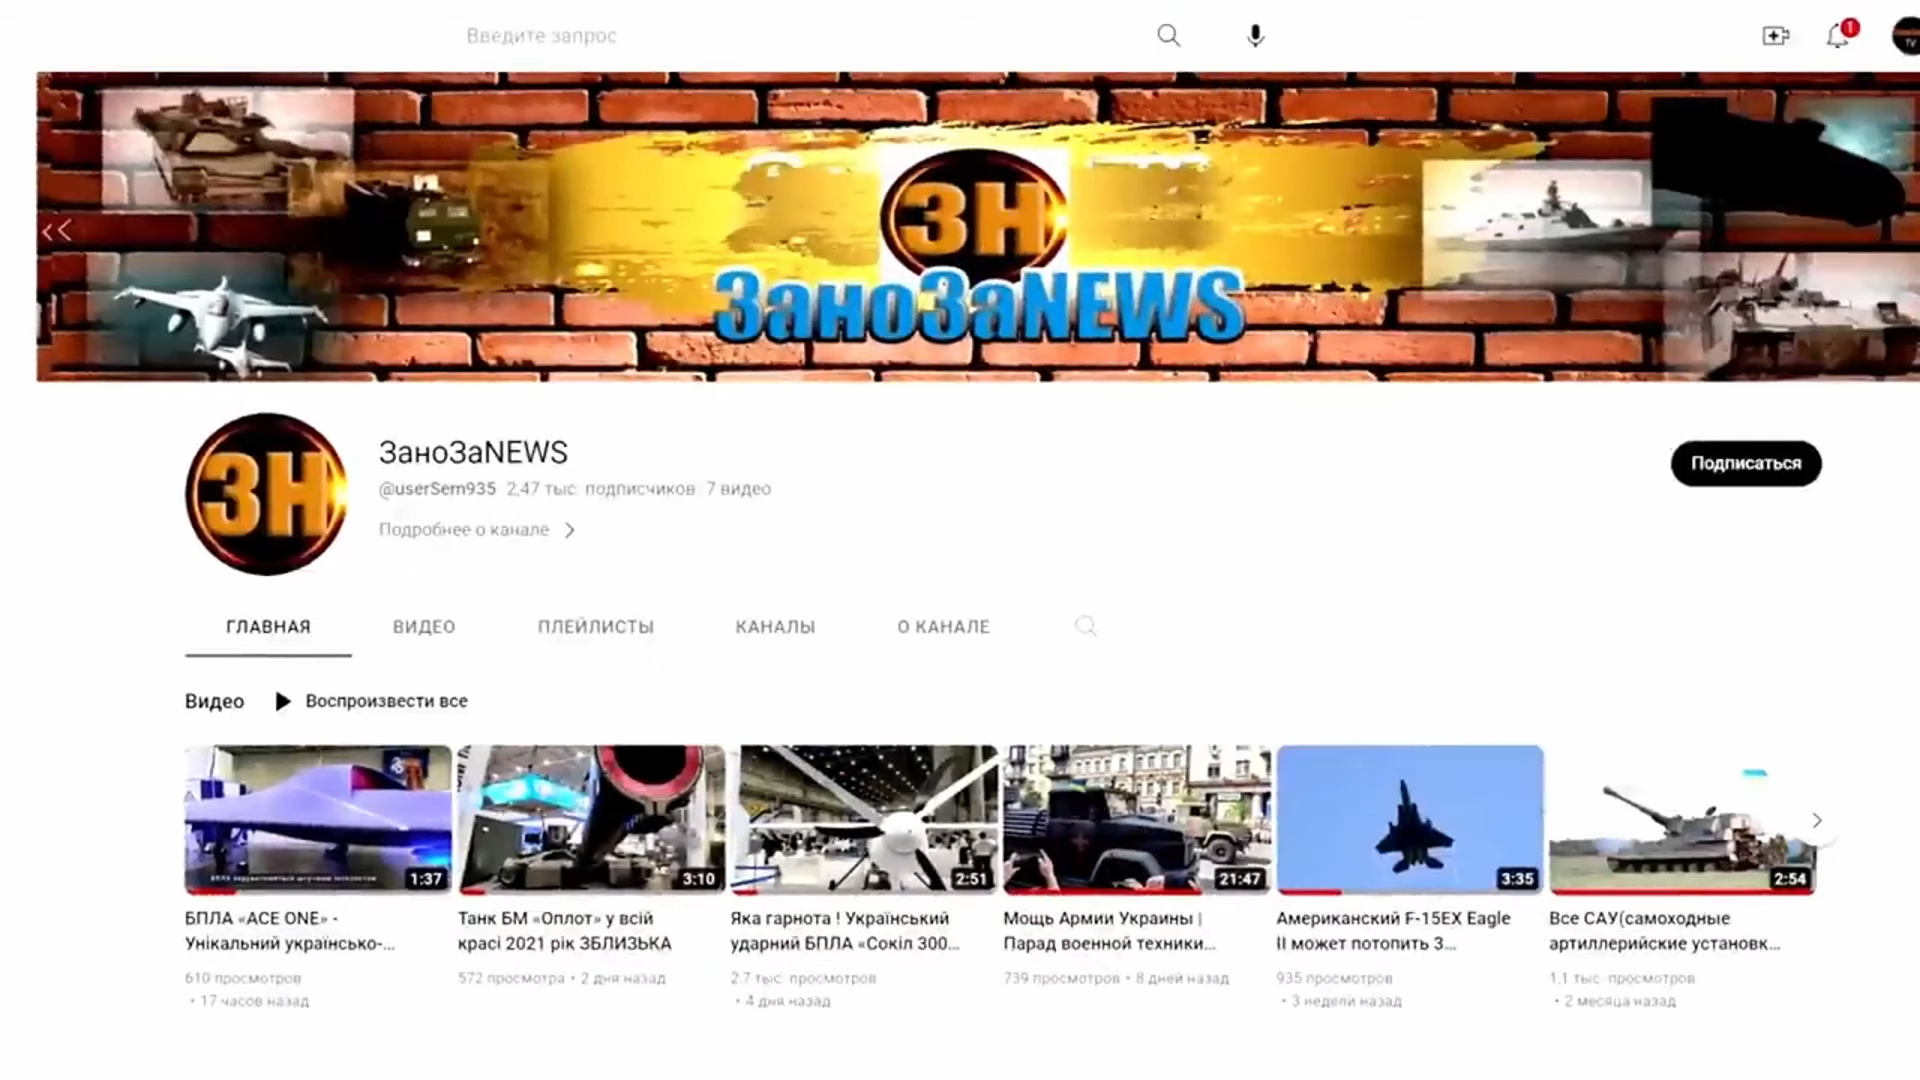 Введите запрос
1
TV
ЗН
ЗаноЗаNEWS
ЗН
ЗаноЗаNEWS
Подписаться
@userSem935 2,47 тыс. подписчиков 7 видео
Подробнее о канале
ГЛАВНАЯ ВИДЕО ПЛЕЙЛИСТЫ КАНАЛЫ О КАНАЛЕ
Видео Воспроизвести все
1:37 3:10 2:51 21:47 3:35 2:54
БПЛА «ACE ONE» -
Унікальний українсько-...
610 просмотров
• 17 часов назад
Танк БМ «Оплот» у всій
красі 2021 рік ЗБЛИЗЬКА
572 просмотра • 2 дня назад
Яка гарнота ! Український
ударний БПЛА «Сокіл 300...
2.7 тыс. просмотров
• 4 дня назад
Мощь Армии Украины |
Парад военной техники...
739 просмотров • 8 дней назад
Американский F-15EX Eagle
II может потопить 3...
935 просмотров
• 3 недели назад
Все САУ(самоходные
артиллерийские установк...
1.1 тыс. просмотров
• 2 месяца назад